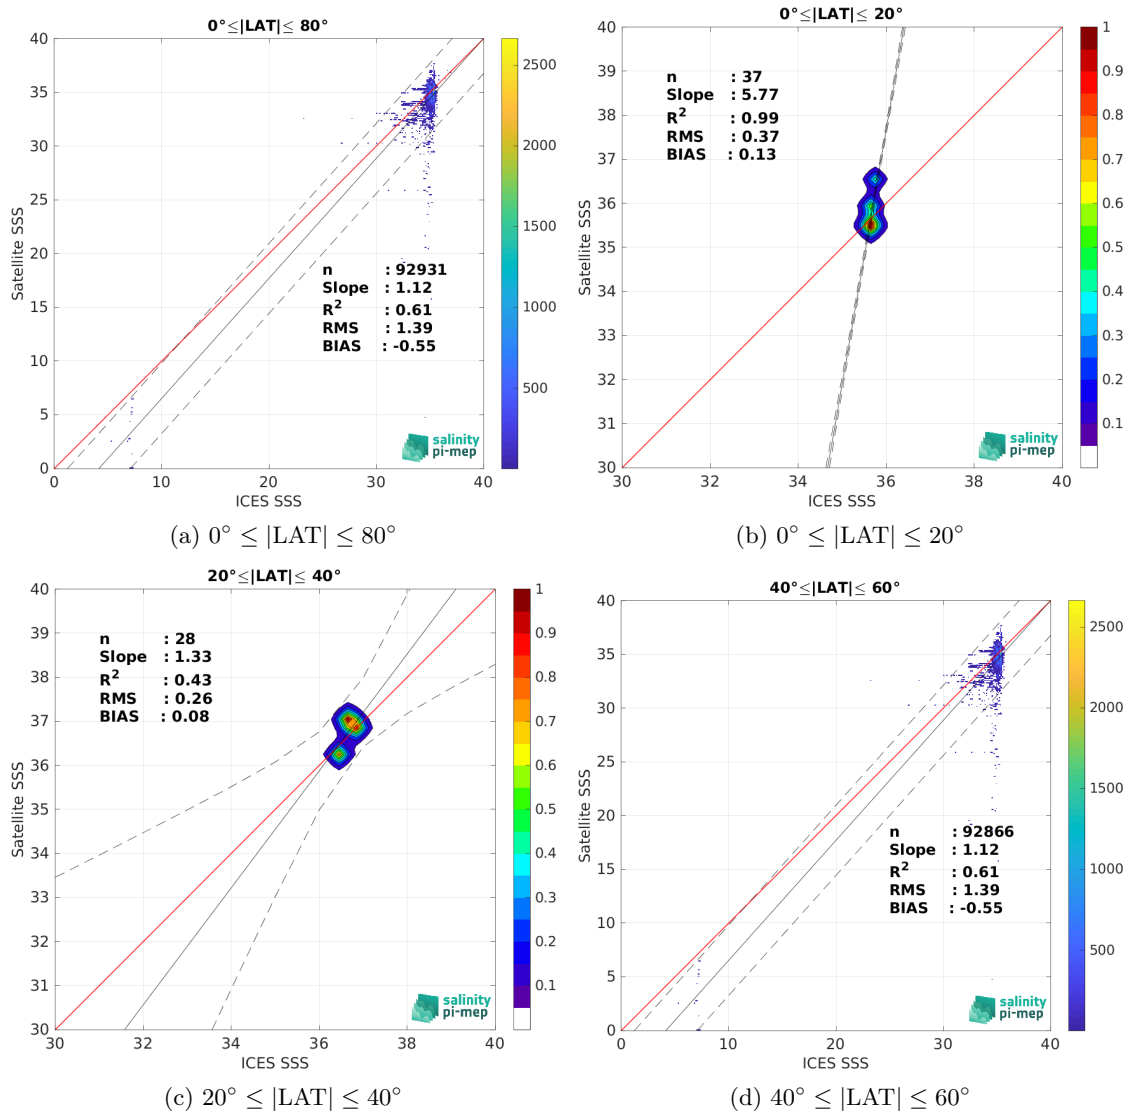 0°≤|LAT|≤ 80°
Satellite SSS
40
35
30
25
20
15
10
5
0
n : 92931
Slope : 1.12
R² : 0.61
RMS : 1.39
BIAS : -0.55
2500
2000
1500
1000
500
salinity
pi-mep
0 10 20 30 40
ICES SSS
(a) 0° ≤ |LAT| ≤ 80°
0°≤|LAT|≤ 20°
Satellite SSS
40
39
38
37
36
35
34
33
32
31
30
n : 37
Slope : 5.77
R² : 0.99
RMS : 0.37
BIAS : 0.13
1
0.9
0.8
0.7
0.6
0.5
0.4
0.3
0.2
0.1
salinity
pi-mep
30 32 34 36 38 40
ICES SSS
(b) 0° ≤ |LAT| ≤ 20°
20°≤|LAT|≤ 40°
Satellite SSS
40
39
38
37
36
35
34
33
32
31
30
n : 28
Slope : 1.33
R² : 0.43
RMS : 0.26
BIAS : 0.08
1
0.9
0.8
0.7
0.6
0.5
0.4
0.3
0.2
0.1
salinity
pi-mep
30 32 34 36 38 40
ICES SSS
(c) 20° ≤ |LAT| ≤ 40°
40°≤|LAT|≤ 60°
Satellite SSS
40
35
30
25
20
15
10
5
0
n : 92866
Slope : 1.12
R² : 0.61
RMS : 1.39
BIAS : -0.55
2500
2000
1500
1000
500
salinity
pi-mep
0 10 20 30 40
ICES SSS
(d) 40° ≤ |LAT| ≤ 60°